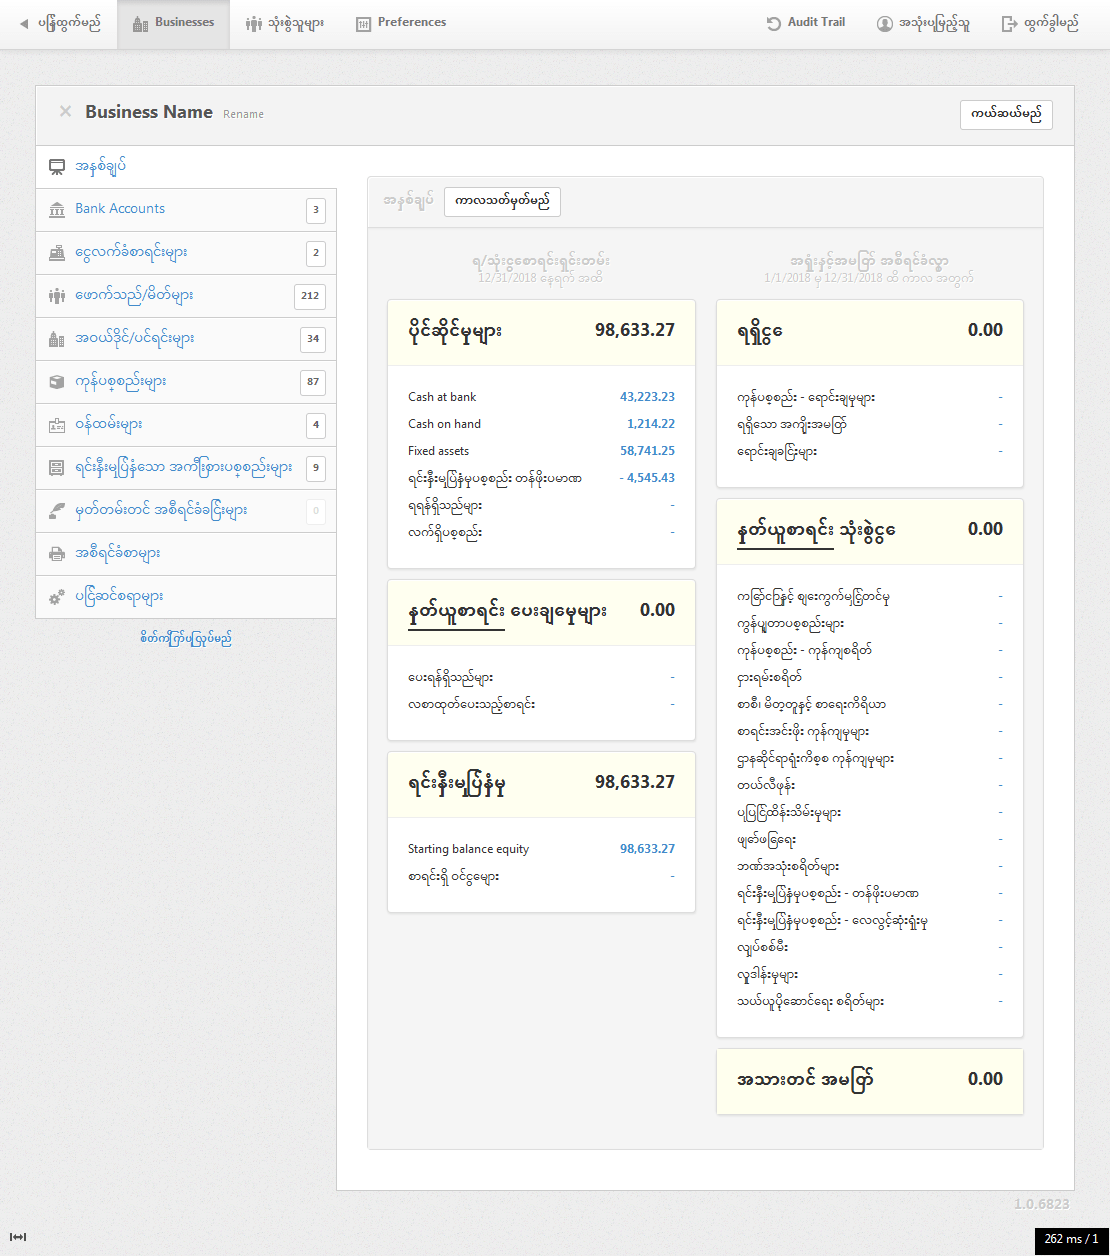 ပြန်ထွက်မည်
Businesses
သုံးစွဲသူများ
Preferences
Audit Trail
အသုံးပြုမည့်သူ
ထွက်ခွါမည်
Business Name Rename
ကယ်ဆယ်မည်
အနှစ်ချုပ်
Bank Accounts 3
ငွေလက်ခံစာရင်းများ 2
ဖောက်သည်/မိတ်များ 212
အဝယ်ဒိုင်/ပင်ရင်းများ 34
ကုန်ပစ္စည်းများ 87
ဝန်ထမ်းများ 4
ရင်းနှီးမြှုပ်နှံသော အကြီးစားပစ္စည်းများ 9
မှတ်တမ်းတင် အစီရင်ခံခြင်းများ 0
အစီရင်ခံစာများ
ပြင်ဆင်စရာများ
စိတ်ကြိုက်ပြုလုပ်မည်
အနှစ်ချုပ် ကာလသတ်မှတ်မည်
ရ/သုံးငွေစာရင်းရှင်းတမ်း
12/31/2018 နေ့ရက် အထိ
ပိုင်ဆိုင်မှုများ 98,633.27
Cash at bank 43,223.23
Cash on hand 1,214.22
Fixed assets 58,741.25
ရင်းနှီးမြှုပ်နှံမှုပစ္စည်း တန်ဖိုးပမာဏ - 4,545.43
ရရန်ရှိသည်များ -
လက်ရှိပစ္စည်း -
နှုတ်ယူစာရင်း ပေးချေမှုများ 0.00
ပေးရန်ရှိသည်များ -
လစာထုတ်ပေးသည့်စာရင်း -
ရင်းနှီးမြှုပ်နှံမှု 98,633.27
Starting balance equity 98,633.27
စာရင်းရှိ ဝင်ငွေများ -
အရှုံးနှင့်အမြတ် အစီရင်ခံလွှာ
1/1/2018 မှ 12/31/2018 ထိ ကာလ အတွက်
ရရှိငွေ 0.00
ကုန်ပစ္စည်း - ရောင်းချမှုများ -
ရရှိသော အကျိုးအမြတ် -
ရောင်းချခြင်းများ -
နှုတ်ယူစာရင်း သုံးစွဲငွေ 0.00
ကြော်ငြာနှင့် ဈေးကွက်မြှင့်တင်မှု -
ကွန်ပျူတာပစ္စည်းများ -
ကုန်ပစ္စည်း - ကုန်ကျစရိတ် -
ငှားရမ်းစရိတ် -
စာစီ၊ မိတ္တူနှင့် စာရေးကိရိယာ -
စာရင်းအင်းဖိုး ကုန်ကျမှုများ -
ဌာနဆိုင်ရာရုံးကိစ္စ ကုန်ကျမှုများ -
တယ်လီဖုန်း -
ပြုပြင်ထိန်းသိမ်းမှုများ -
ဖျော်ဖြေရေး -
ဘဏ်အသုံးစရိတ်များ -
ရင်းနှီးမြှုပ်နှံမှုပစ္စည်း - တန်ဖိုးပမာဏ -
ရင်းနှီးမြှုပ်နှံမှုပစ္စည်း - လေလွင့်ဆုံးရှုံးမှု -
လျှပ်စစ်မီး -
လှူဒါန်းမှုများ -
သယ်ယူပို့ဆောင်ရေး စရိတ်များ -
အသားတင် အမြတ် 0.00
1.0.6823
262 ms / 1